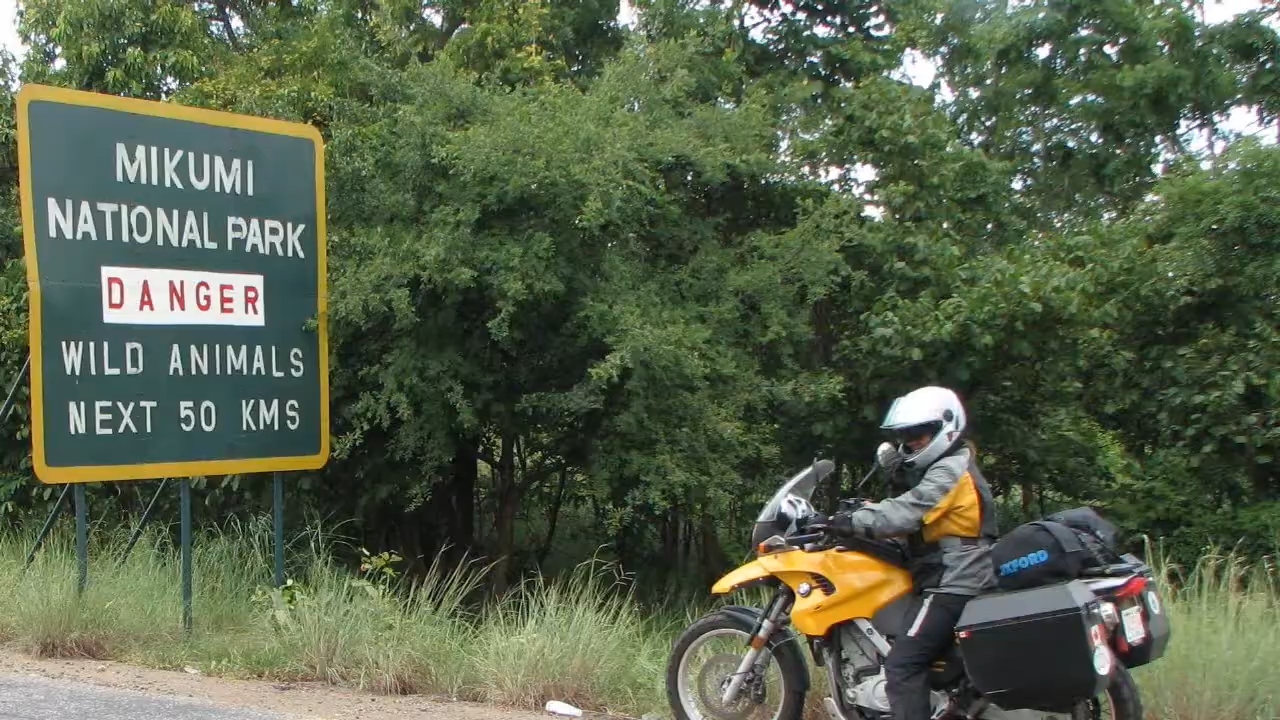 MIKUMI
NATIONAL PARK
DANGER
WILD ANIMALS
NEXT 50 KMS
OXFORD